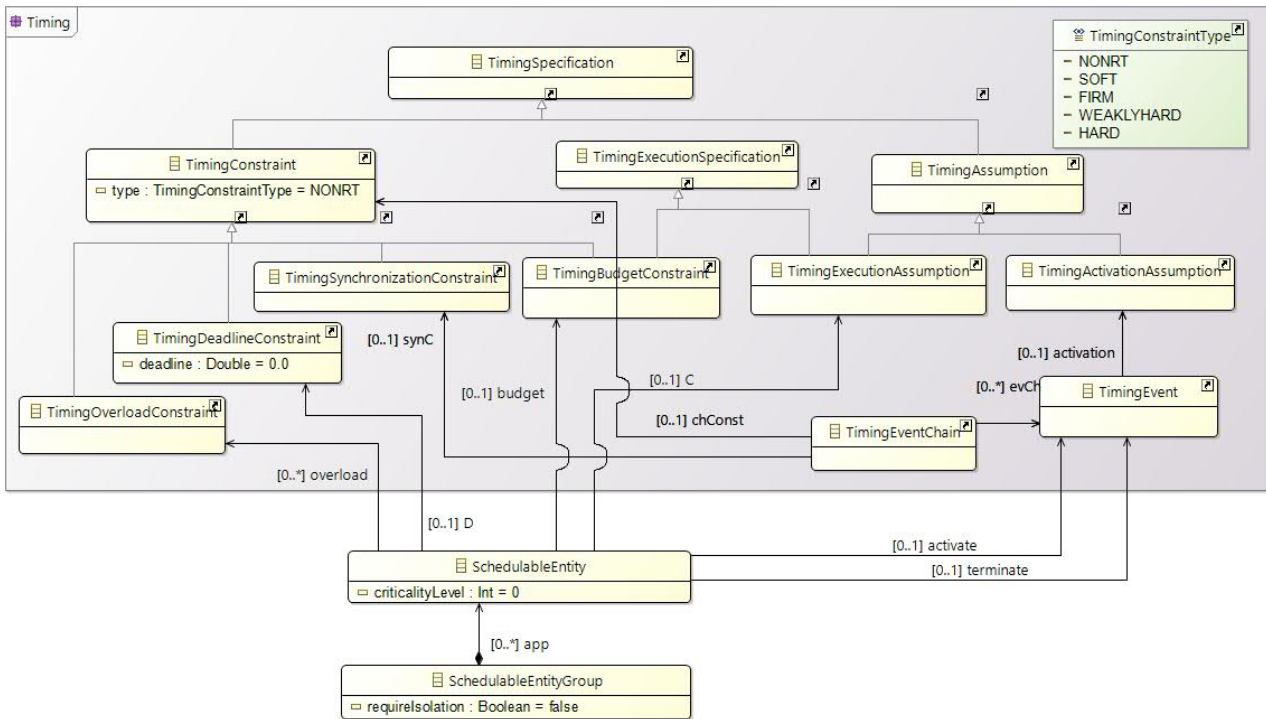 Timing
TimingConstraintType
NONRT
SOFT
FIRM
WEAKLYHARD
HARD
TimingSpecification
TimingConstraint
type : TimingConstraintType = NONRT
TimingExecutionSpecification
TimingAssumption
TimingSynchronizationConstraint
TimingBudgetConstraint
TimingExecutionAssumption
TimingActivationAssumption
TimingDeadlineConstraint
deadline : Double = 0.0
[0..1] synC
[0..1] activation
[0..1] budget
[0..1] C
[0..*] evCh
TimingEvent
TimingOverloadConstraint
[0..1] chConst
TimingEventChain
[0..*] overload
[0..1] D
[0..1] activate
[0..1] terminate
SchedulableEntity
criticalityLevel : Int = 0
[0..*] app
SchedulableEntityGroup
requireIsolation : Boolean = false